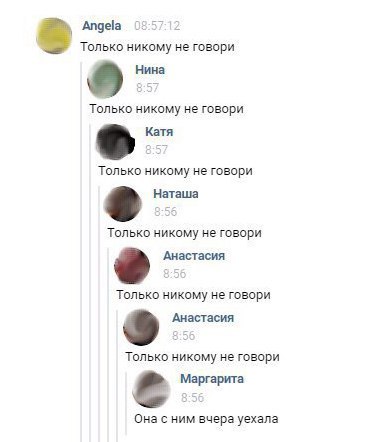 Angela 08:57:12
Только никому не говори
Нина
8:57
Только никому не говори
Катя
8:57
Только никому не говори
Наташа
8:56
Только никому не говори
Анастасия
8:56
Только никому не говори
Анастасия
8:56
Только никому не говори
Маргарита
8:56
Она с ним вчера уехала